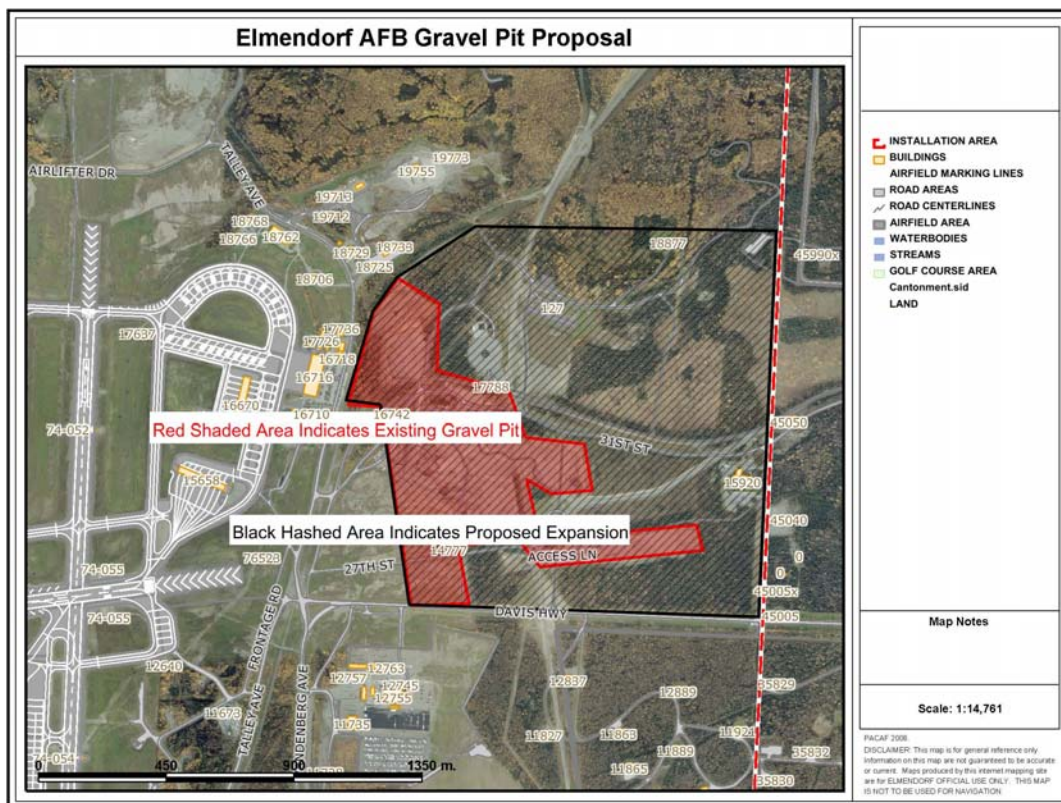 Elmendorf AFB Gravel Pit Proposal
AIRLIFTER DR
TALLEY AVE
19773
19755
19713
19712
18768
18766
18762
18729
18733
18725
18706
18877
45990x
127
17637
17736
17726
16718
16716
17788
16670
16710
16742
74-052
Red Shaded Area Indicates Existing Gravel Pit
31ST ST
45050
15658
15920
Black Hashed Area Indicates Proposed Expansion
45040
14777
ACCESS LN
0
76523
27TH ST
0
74-055
45005x
DAVIS HWY
45005
74-055
12640
TALLEY AVE
FRONTAGE RD
NDENBERG AVE
12763
12757
12745
12755
12837
12889
35829
11673
11735
11827
11863
11921
11889
35832
74-054
11865
35830
0 450 900 1350 m.
INSTALLATION AREA
BUILDINGS
AIRFIELD MARKING LINES
ROAD AREAS
ROAD CENTERLINES
AIRFIELD AREA
WATERBODIES
STREAMS
GOLF COURSE AREA
Cantonment.sid
LAND
Map Notes
Scale: 1:14,761
PACAF 2006.
DISCLAIMER: This map is for general reference only.
Information on this map are not guaranteed to be accurate
or current. Maps produced by this internet mapping site
are for ELMENDORF OFFICIAL USE ONLY. THIS MAP
IS NOT TO BE USED FOR NAVIGATION